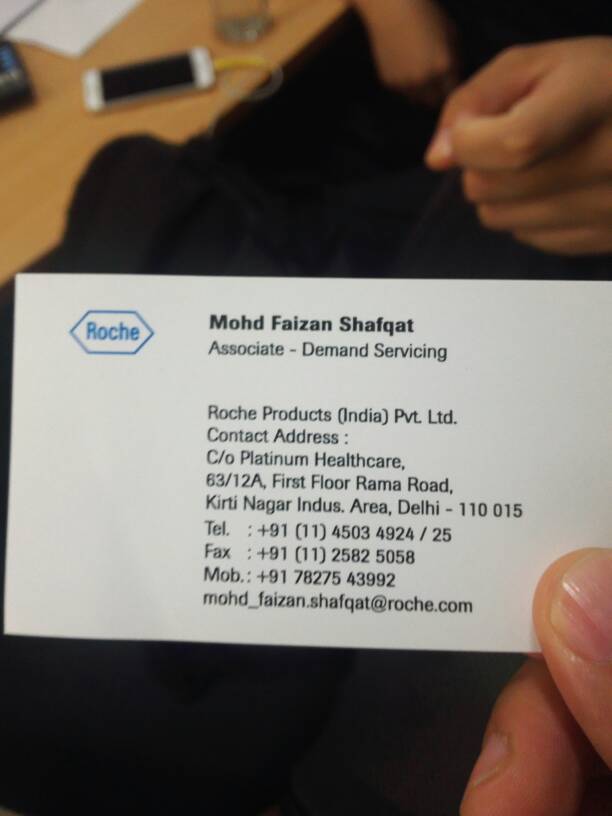 Roche
Mohd Faizan Shafqat
Associate - Demand Servicing
Roche Products (India) Pvt. Ltd.
Contact Address :
C/o Platinum Healthcare,
63/12A, First Floor Rama Road,
Kirti Nagar Indus. Area, Delhi - 110 015
Tel. : +91 (11) 4503 4924 / 25
Fax : +91 (11) 2582 5058
Mob.: +91 78275 43992
mohd_faizan.shafqat@roche.com